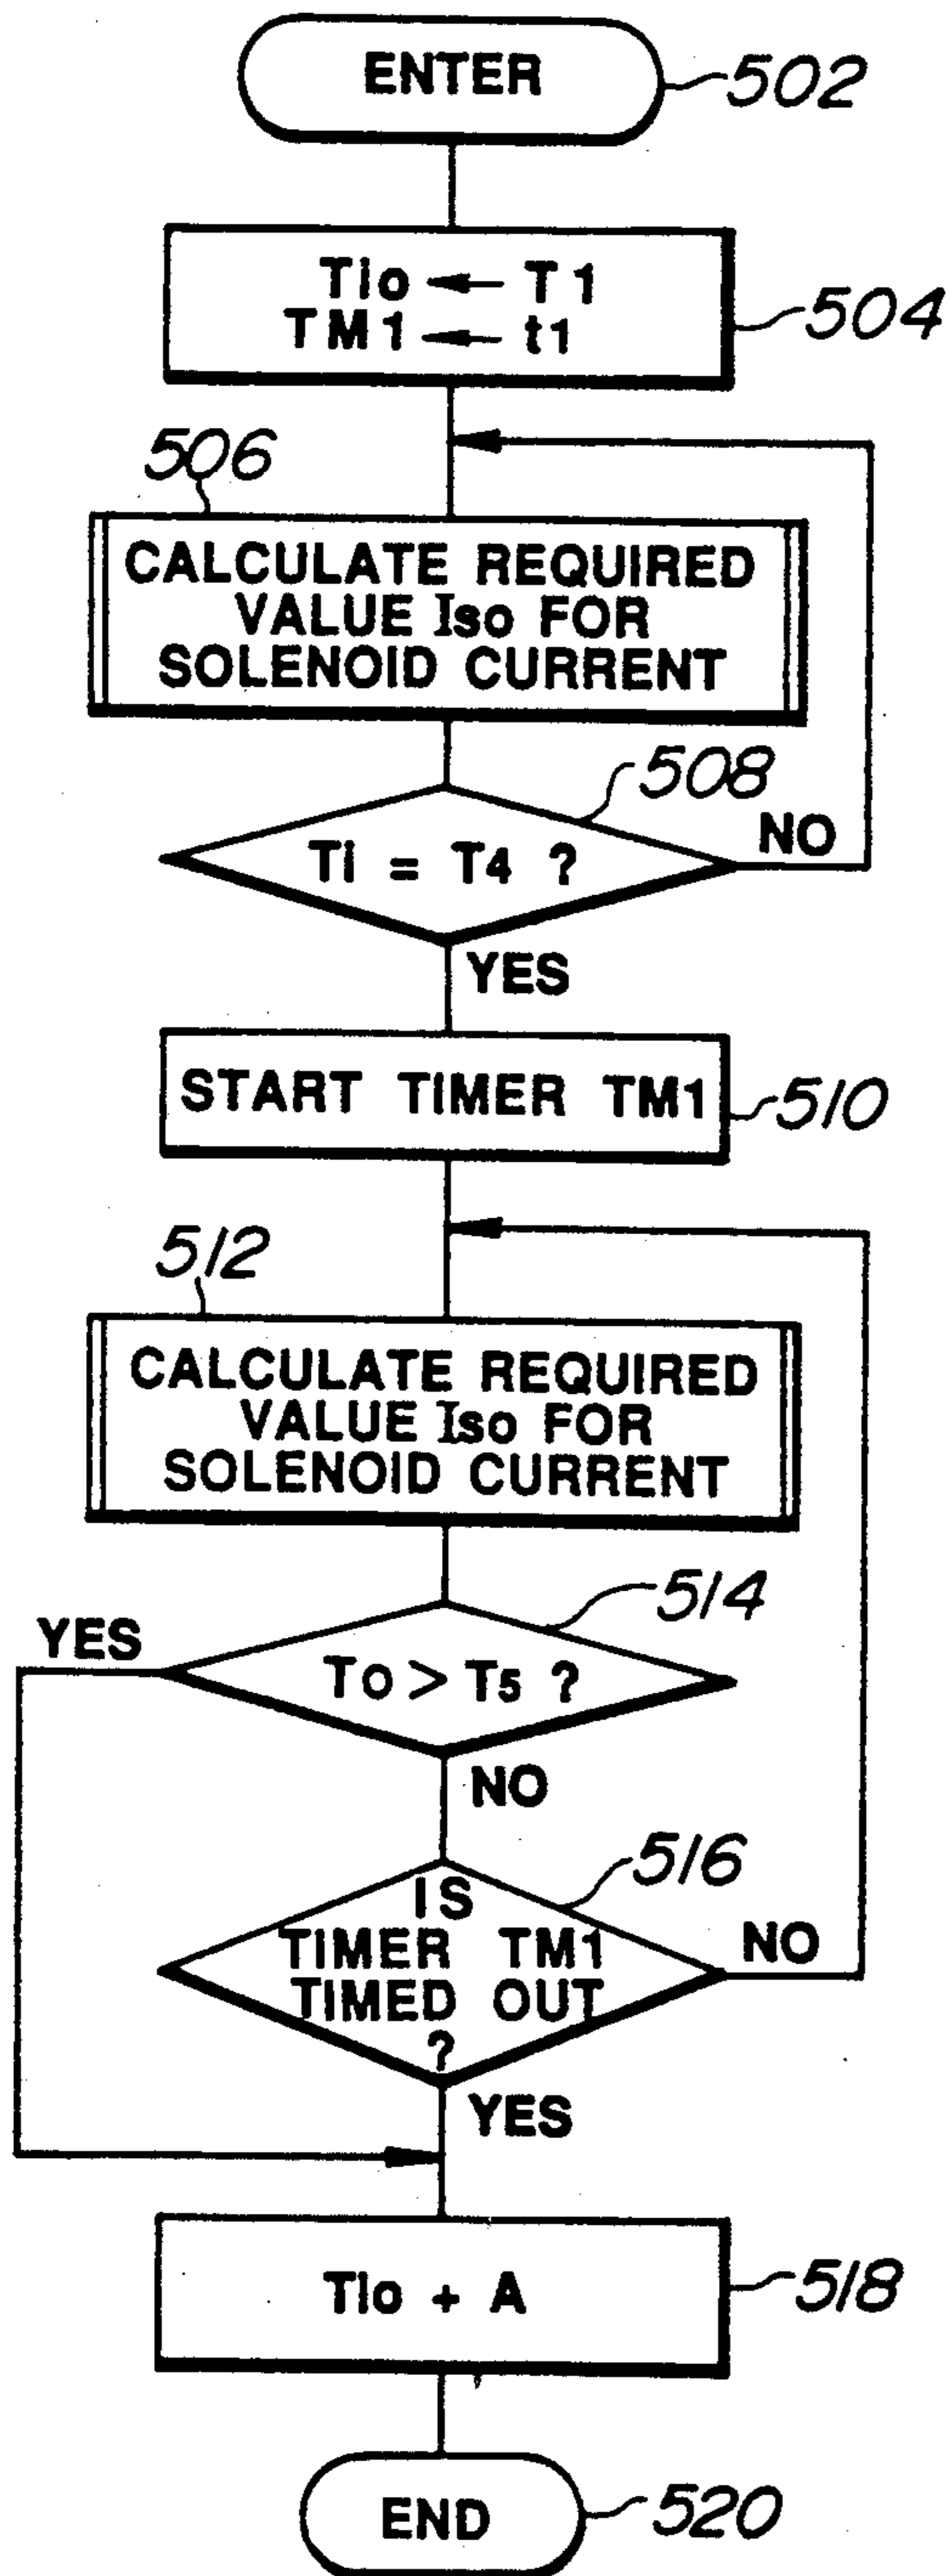 ENTER
502
Tio ← T1
TM1 ← t1
504
506
CALCULATE REQUIRED
VALUE Iso FOR
SOLENOID CURRENT
508
Ti = T4 ?
NO
YES
START TIMER TM1
510
512
CALCULATE REQUIRED
VALUE Iso FOR
SOLENOID CURRENT
514
YES
To > T5 ?
NO
516
IS
TIMER TM1
TIMED OUT
?
NO
YES
Tio + A
518
END
520